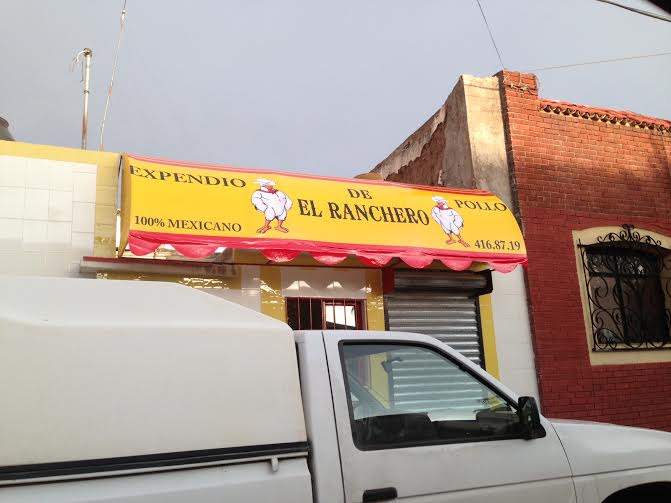 EXPENDIO DE POLLO
EL RANCHERO
100% MEXICANO
416.87.19